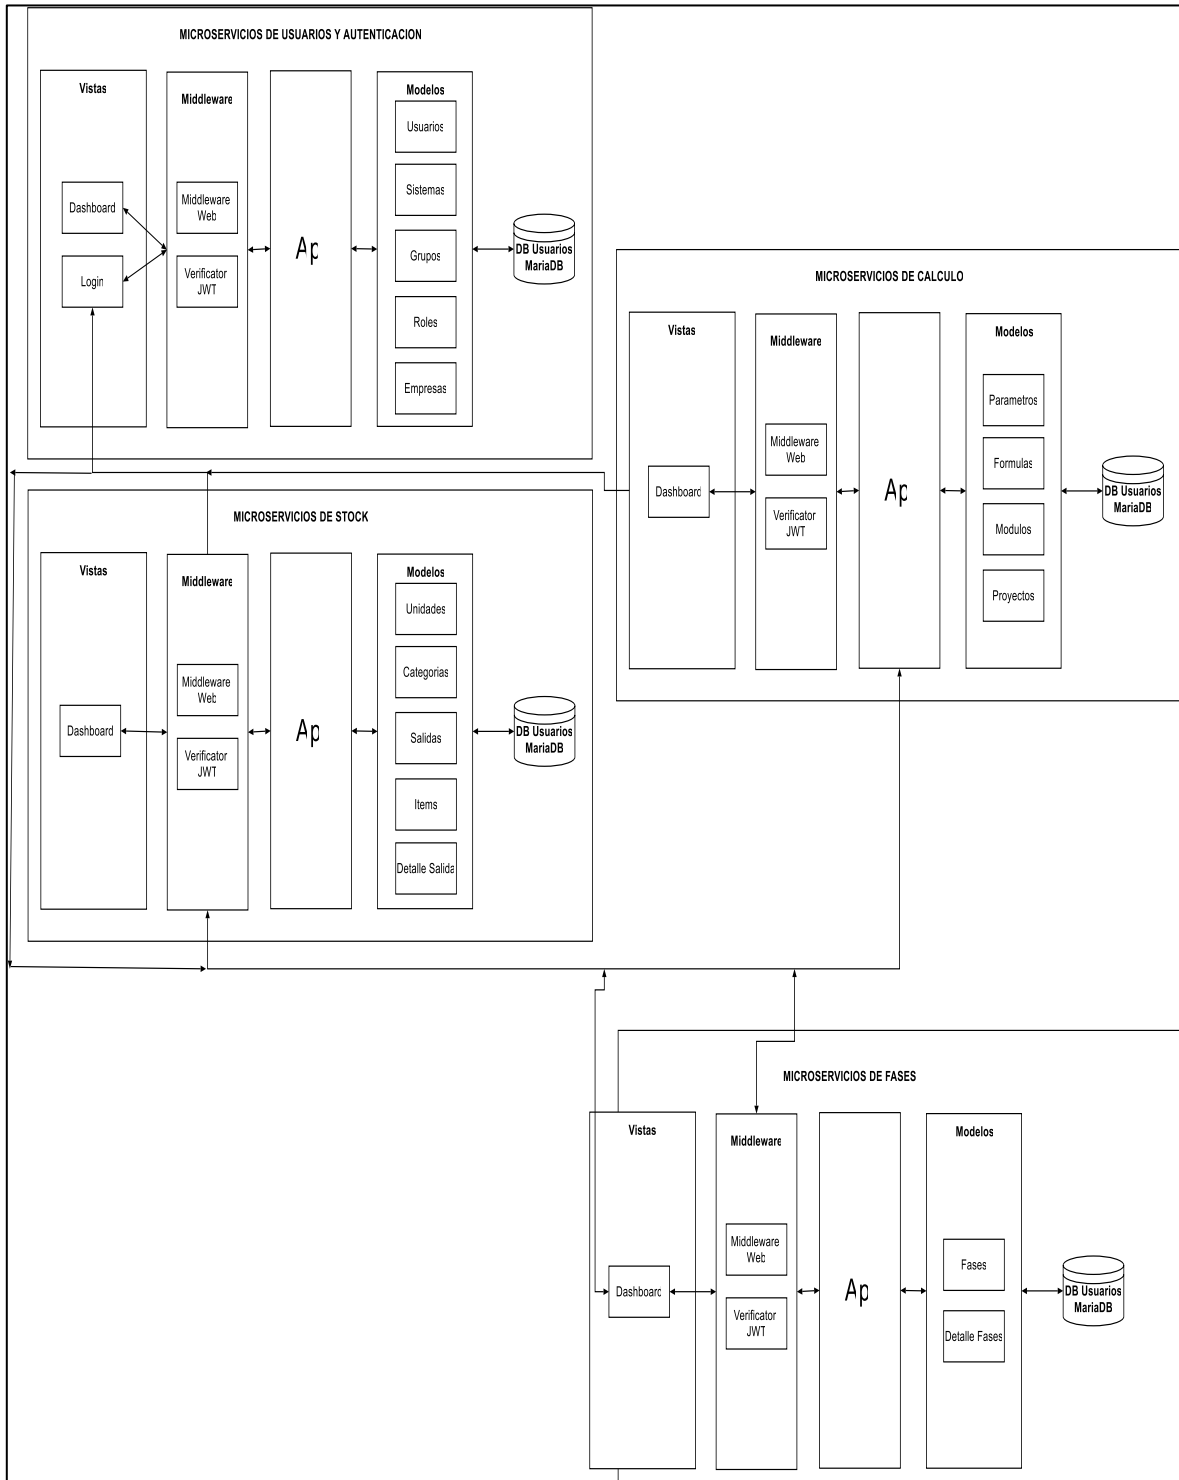 MICROSERVICIOS DE USUARIOS Y AUTENTICACION
Vistas
Middleware
Modelos
Usuarios
Sistemas
Grupos
Roles
Empresas
Dashboard
Login
Middleware
Web
Verificator
JWT
Ap
DB Usuarios
MariaDB
MICROSERVICIOS DE CALCULO
Vistas
Middleware
Modelos
Parametros
Formulas
Modulos
Proyectos
Dashboard
Middleware
Web
Verificator
JWT
Ap
DB Usuarios
MariaDB
MICROSERVICIOS DE STOCK
Vistas
Middleware
Modelos
Unidades
Categorias
Salidas
Items
Detalle Salida
Dashboard
Middleware
Web
Verificator
JWT
Ap
DB Usuarios
MariaDB
MICROSERVICIOS DE FASES
Vistas
Middleware
Modelos
Fases
Detalle Fases
Dashboard
Middleware
Web
Verificator
JWT
Ap
DB Usuarios
MariaDB